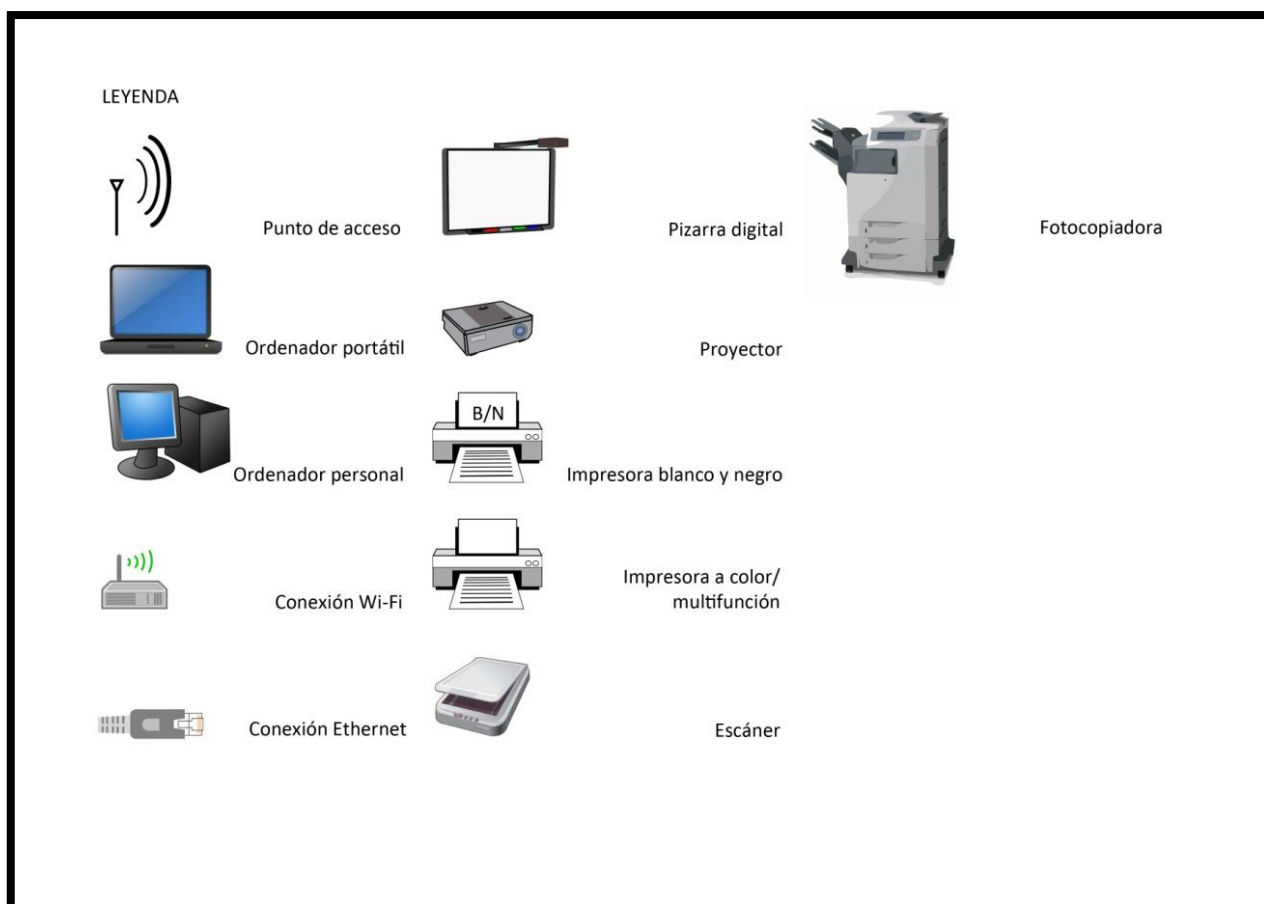 LEYENDA
Punto de acceso
Pizarra digital
Fotocopiadora
Ordenador portátil
Proyector
B/N
Ordenador personal
Impresora blanco y negro
Conexión Wi-Fi
Impresora a color/
multifunción
Conexión Ethernet
Escáner